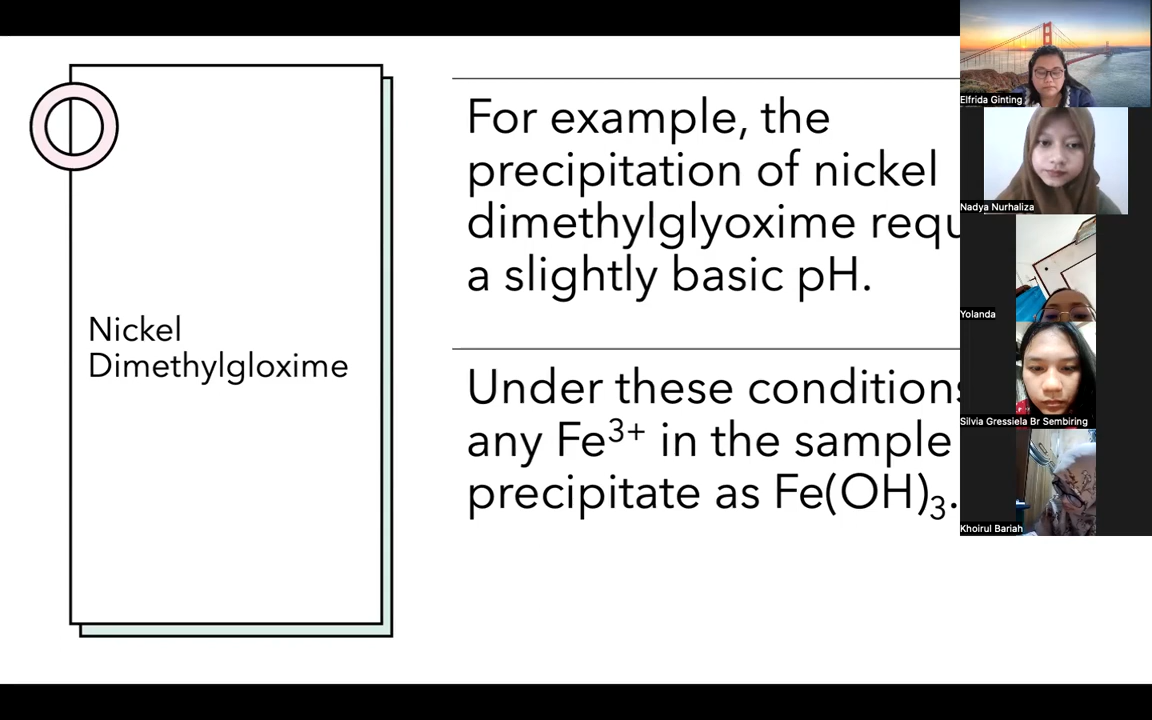 Nickel
Dimethylgloxime
For example, the
precipitation of nickel
dimethylglyoxime requ
a slightly basic pH.
Under these conditions
any Fe³⁺ in the sample
precipitate as Fe(OH)₃.
Elfrida Ginting
Nadya Nurhaliza
Yolanda
Silvia Gressiela Br Sembiring
Khoirul Bariah